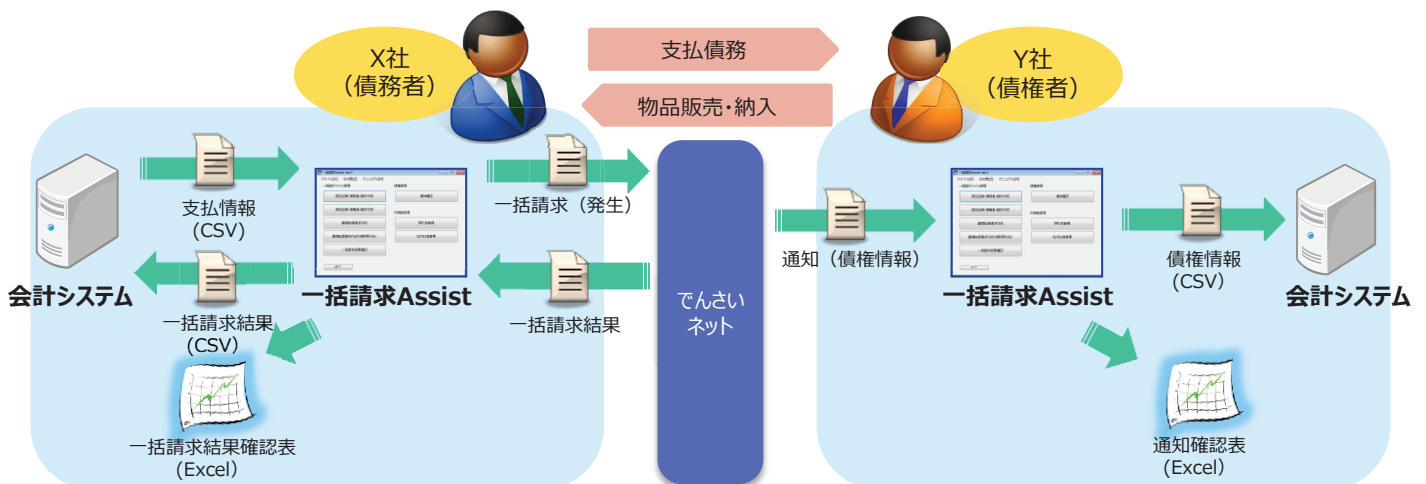 X社
（債務者）
支払債務
物品販売・納入
Y社
（債権者）
支払情報
(CSV)
一括請求（発生）
会計システム
一括請求Assist
一括請求結果
(CSV)
一括請求結果
一括請求結果確認表
(Excel)
でんさい
ネット
通知（債権情報）
一括請求Assist
債権情報
(CSV)
会計システム
通知確認表
(Excel)